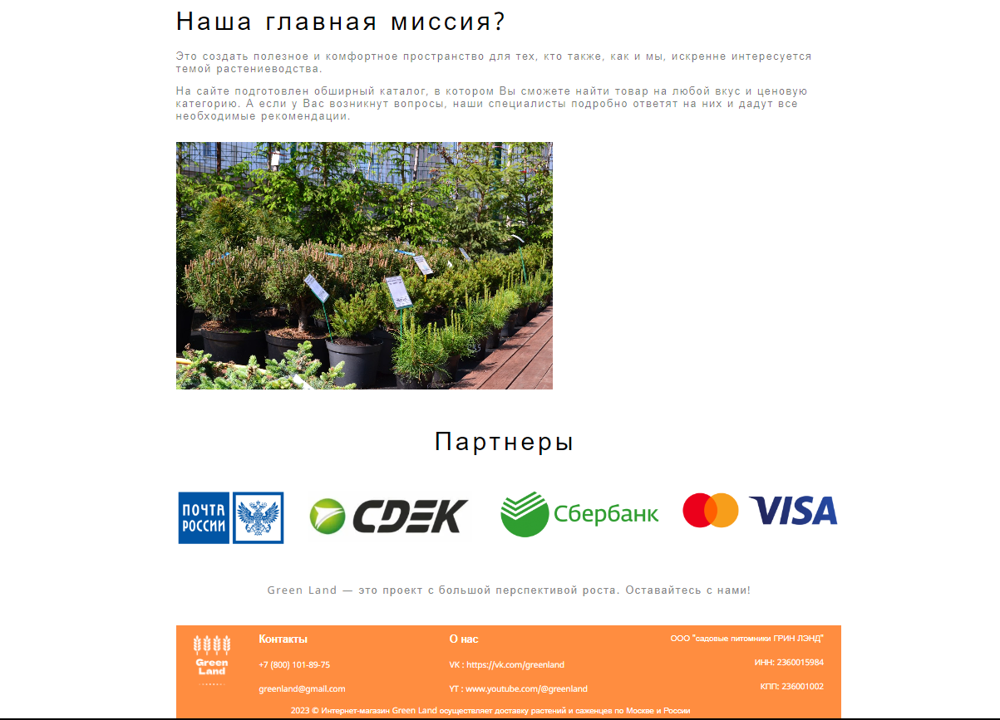 Наша главная миссия?
Это создать полезное и комфортное пространство для тех, кто также, как и мы, искренне интересуется
темой растениеводства.
На сайте подготовлен обширный каталог, в котором Вы сможете найти товар на любой вкус и ценовую
категорию. А если у Вас возникнут вопросы, наши специалисты подробно ответят на них и дадут все
необходимые рекомендации.
Партнеры
ПОЧТА
РОССИИ
CDEK
Сбербанк
VISA
Green Land — это проект с большой перспективой роста. Оставайтесь с нами!
Green
Land
Контакты
+7 (800) 101-89-75
greenland@gmail.com
О нас
VK : https://vk.com/greenland
YT : www.youtube.com/@greenland
ООО "садовые питомники ГРИН ЛЭНД"
ИНН: 2360015984
КПП: 236001002
2023 © Интернет-магазин Green Land осуществляет доставку растений и саженцев по Москве и России